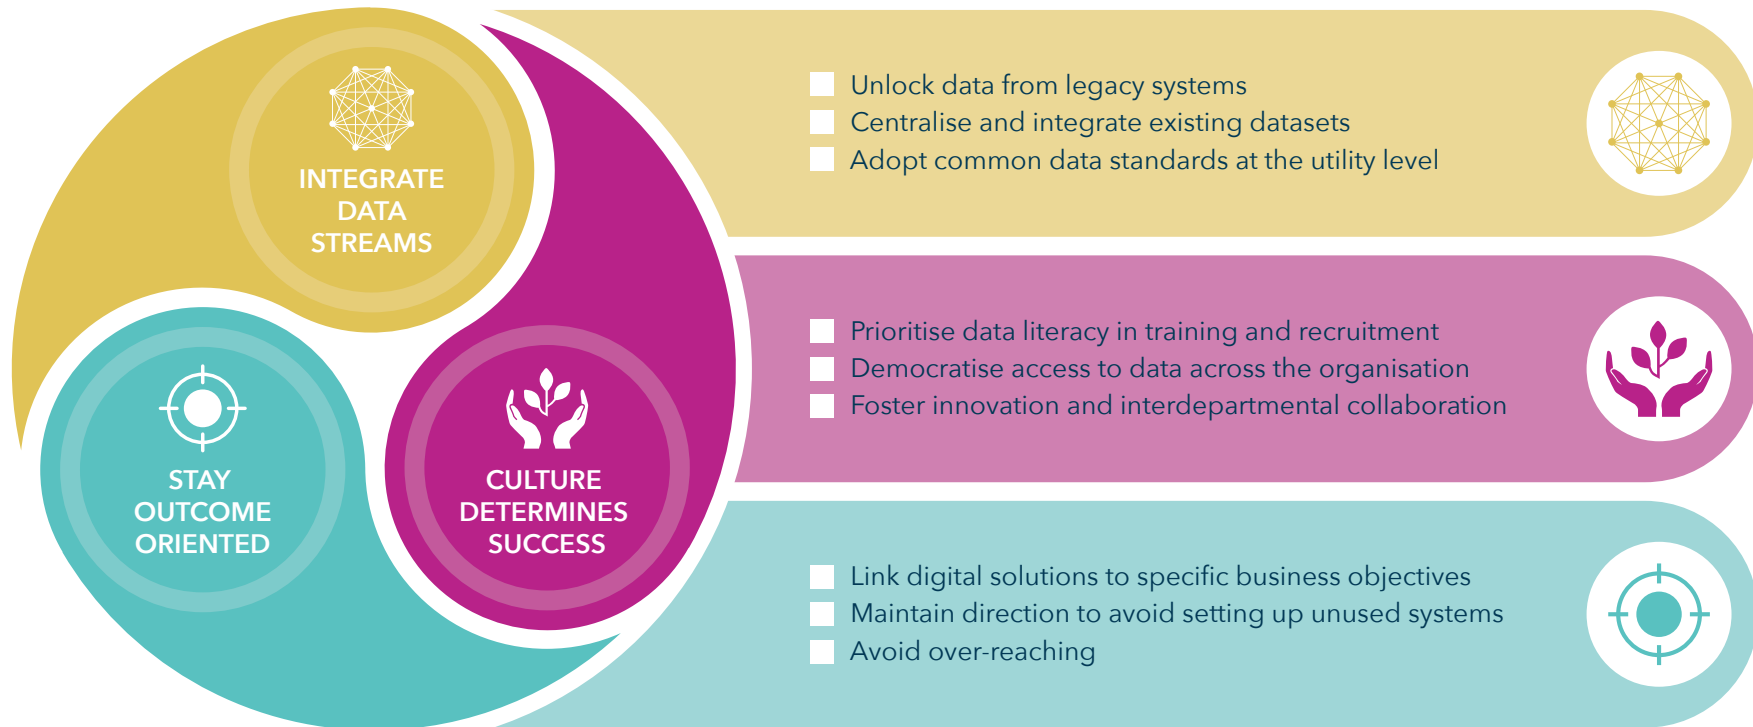 INTEGRATE
DATA
STREAMS
STAY
OUTCOME
ORIENTED
CULTURE
DETERMINES
SUCCESS
Unlock data from legacy systems
Centralise and integrate existing datasets
Adopt common data standards at the utility level
Prioritise data literacy in training and recruitment
Democratise access to data across the organisation
Foster innovation and interdepartmental collaboration
Link digital solutions to specific business objectives
Maintain direction to avoid setting up unused systems
Avoid over-reaching